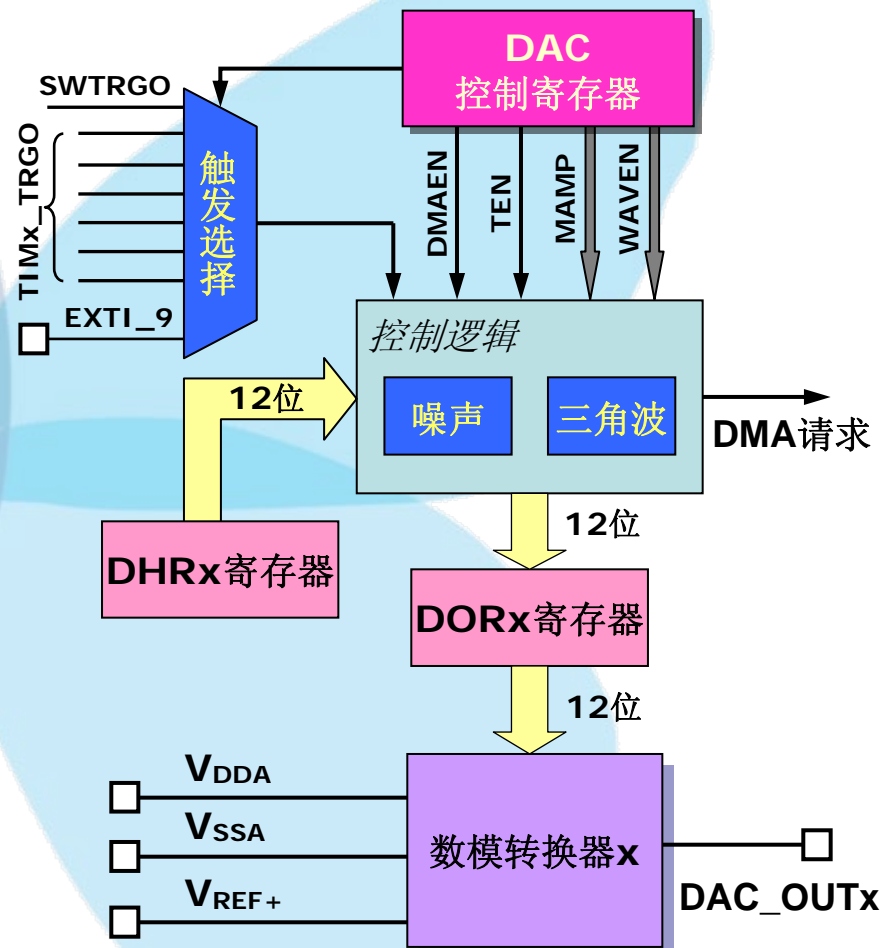 DAC
控制寄存器
SWTRGO
TIMx_TRGO
触发选择
EXTI_9
DMAEN
TEN
MAMP
WAVEN
控制逻辑
噪声
三角波
12位
DMA请求
DHRx寄存器
12位
DORx寄存器
12位
VDDA
VSSA
VREF+
数模转换器x
DAC_OUTx